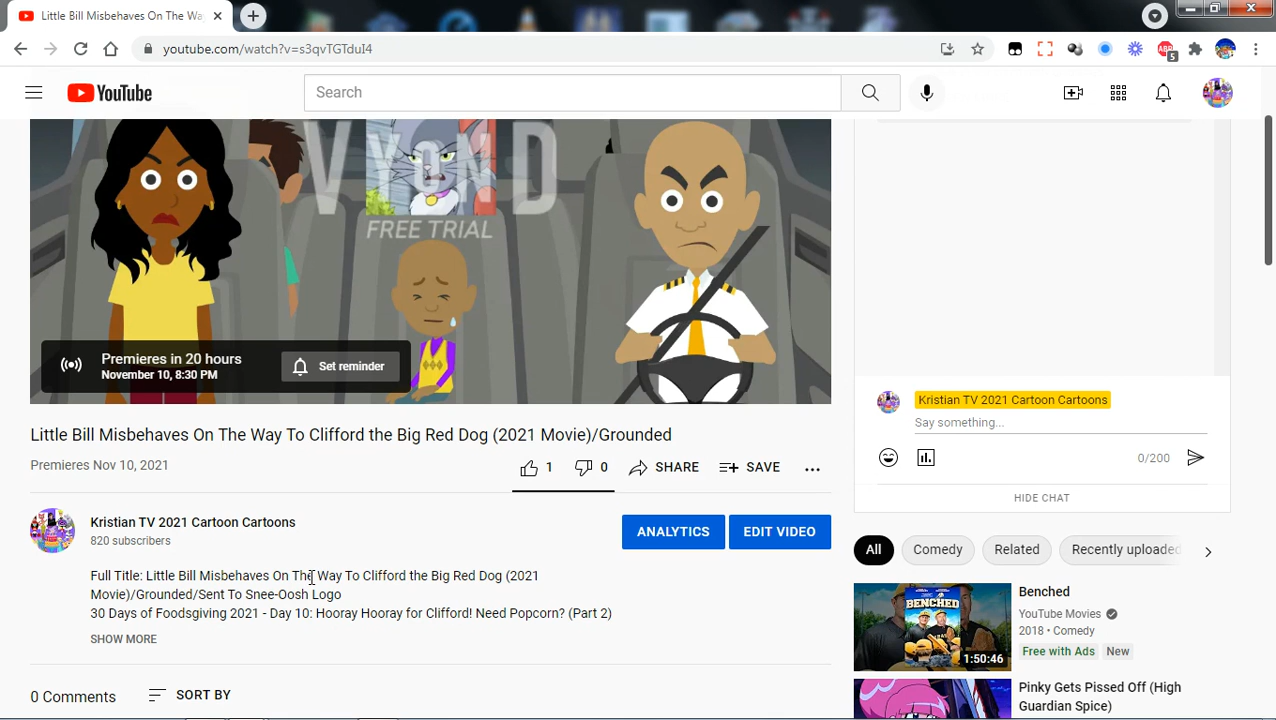 Little Bill Misbehaves On The Wa
youtube.com/watch?v=s3qvTGTduI4
ABP
5
YouTube
Search
VYOND
FREE TRIAL
Premieres in 20 hours
November 10, 8:30 PM
Set reminder
Little Bill Misbehaves On The Way To Clifford the Big Red Dog (2021 Movie)/Grounded
Premieres Nov 10, 2021
1
0
SHARE
SAVE
Kristian TV 2021 Cartoon Cartoons
820 subscribers
ANALYTICS
EDIT VIDEO
Full Title: Little Bill Misbehaves On The Way To Clifford the Big Red Dog (2021
Movie)/Grounded/Sent To Snee-Oosh Logo
30 Days of Foodsgiving 2021 - Day 10: Hooray Hooray for Clifford! Need Popcorn? (Part 2)
SHOW MORE
0 Comments
SORT BY
Kristian TV 2021 Cartoon Cartoons
Say something...
0/200
HIDE CHAT
All
Comedy
Related
Recently uploaded
BENCHED
1:50:46
Benched
YouTube Movies
2018 • Comedy
Free with Ads
New
Pinky Gets Pissed Off (High
Guardian Spice)